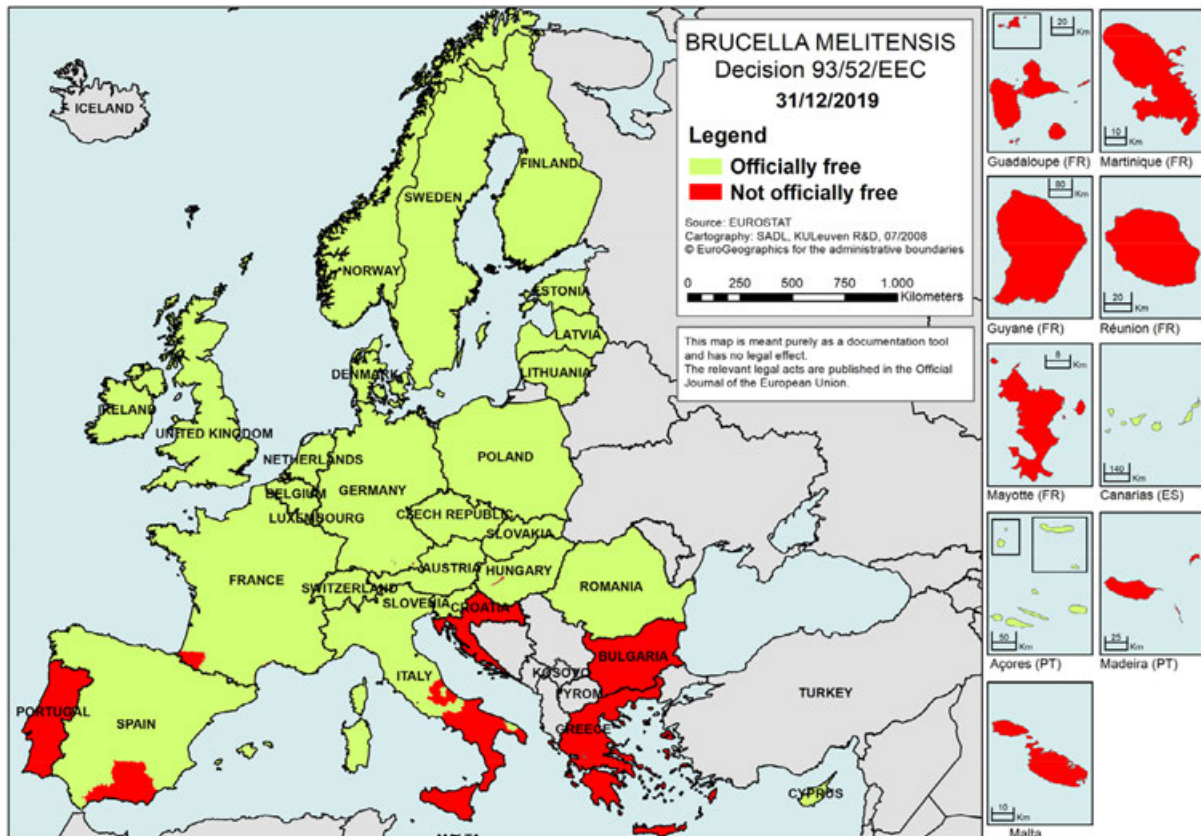 BRUCELLA MELITENSIS
Decision 93/52/EEC
31/12/2019
Legend
Officially free
Not officially free
Source: EUROSTAT
Cartography: SADL, KULeuven R&D, 07/2008
© EuroGeographics for the administrative boundaries
0 250 500 750 1.000
Kilometers
This map is meant purely as a documentation tool
and has no legal effect.
The relevant legal acts are published in the Official
Journal of the European Union.
ICELAND
FINLAND
SWEDEN
NORWAY
ESTONIA
LATVIA
DENMARK
LITHUANIA
IRELAND
UNITED KINGDOM
NETHERLANDS
POLAND
BELGIUM
GERMANY
LUXEMBOURG
CZECH REPUBLIC
SLOVAKIA
AUSTRIA
HUNGARY
FRANCE
SWITZERLAND
ROMANIA
SLOVENIA
CROATIA
BULGARIA
ITALY
KOSOVO
FYROM
TURKEY
PORTUGAL
SPAIN
GREECE
CYPRUS
MALTA
20
Km
Guadaloupe (FR)
10
Km
Martinique (FR)
80
Km
Guyane (FR)
20
Km
Réunion (FR)
8
Km
Mayotte (FR)
140
Km
Canarias (ES)
50
Km
Açores (PT)
25
Km
Madeira (PT)
10
Km
Malta